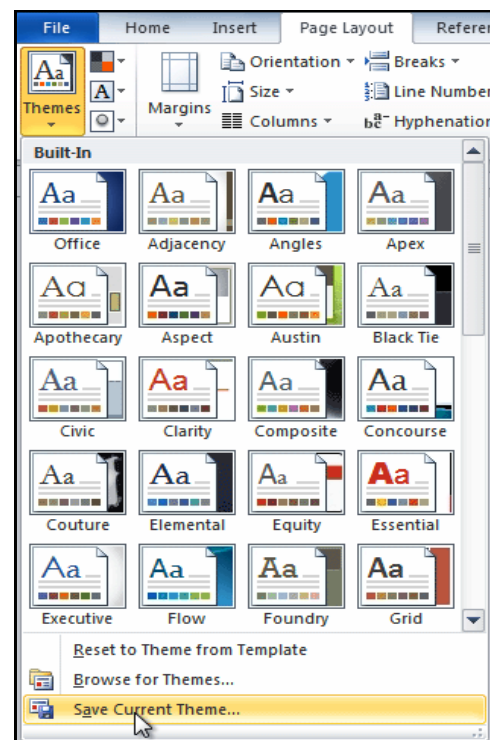 File Home Insert Page Layout Referer
Aa Orientation Breaks
Themes A Margins Size Line Number
Columns Hyphenation
Built-In
Aa Aa Aa Aa
Office Adjacency Angles Apex
Aa Aa Aa Aa
Apothecary Aspect Austin Black Tie
Aa Aa Aa Aa
Civic Clarity Composite Concourse
Aa Aa Aa Aa
Couture Elemental Equity Essential
Aa Aa Aa Aa
Executive Flow Foundry Grid
Reset to Theme from Template
Browse for Themes...
Save Current Theme...